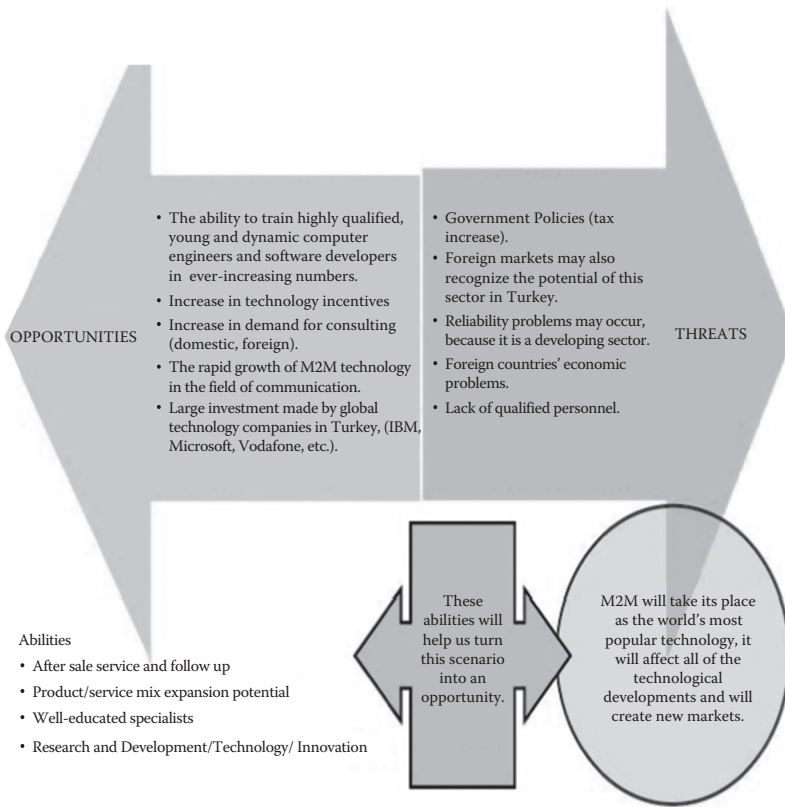 • The ability to train highly qualified,
young and dynamic computer
engineers and software developers
in ever-increasing numbers.
• Increase in technology incentives
• Increase in demand for consulting
(domestic, foreign).
• The rapid growth of M2M technology
in the field of communication.
• Large investment made by global
technology companies in Turkey, (IBM,
Microsoft, Vodafone, etc.).
OPPORTUNITIES
• Government Policies (tax
increase).
• Foreign markets may also
recognize the potential of this
sector in Turkey.
• Reliability problems may occur,
because it is a developing sector.
• Foreign countries' economic
problems.
• Lack of qualified personnel.
THREATS
Abilities
• After sale service and follow up
• Product/service mix expansion potential
• Well-educated specialists
• Research and Development/Technology/ Innovation
These
abilities will
help us turn
this scenario
into an
opportunity.
M2M will take its place
as the world's most
popular technology, it
will affect all of the
technological
developments and will
create new markets.